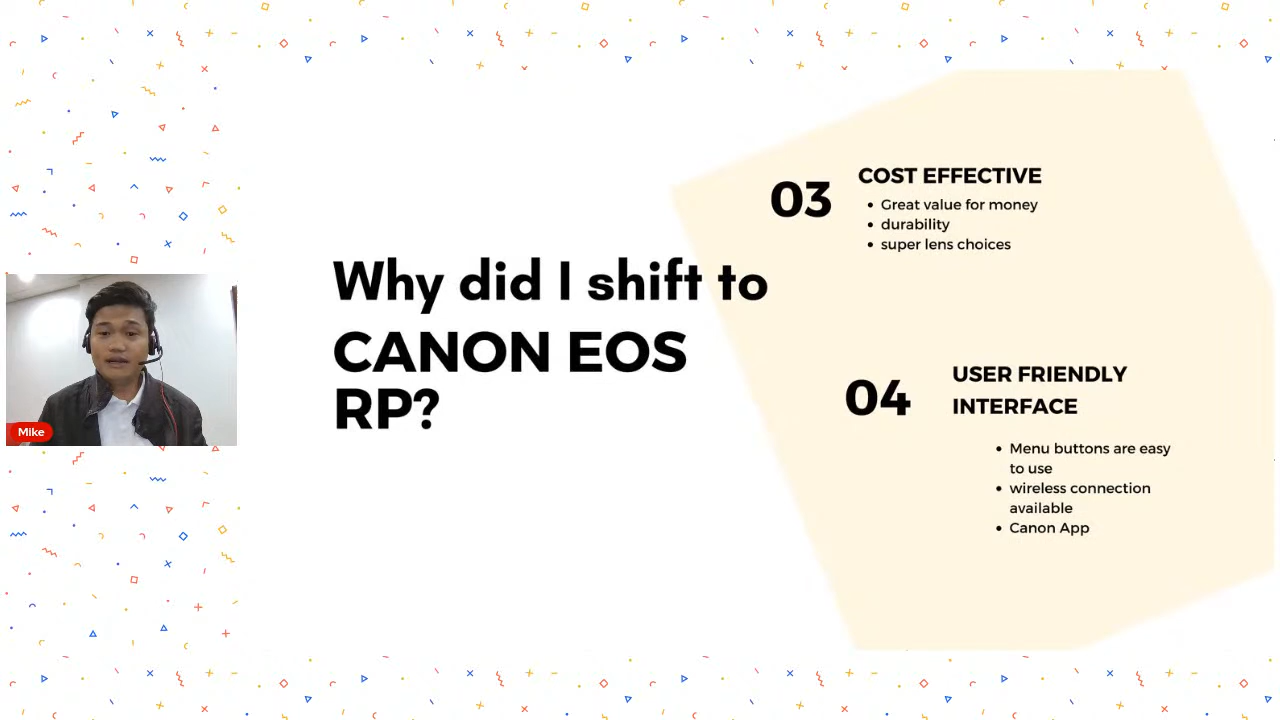 Why did I shift to
CANON EOS
RP?
03
COST EFFECTIVE
• Great value for money
• durability
• super lens choices
04
USER FRIENDLY
INTERFACE
• Menu buttons are easy
to use
• wireless connection
available
• Canon App
Mike